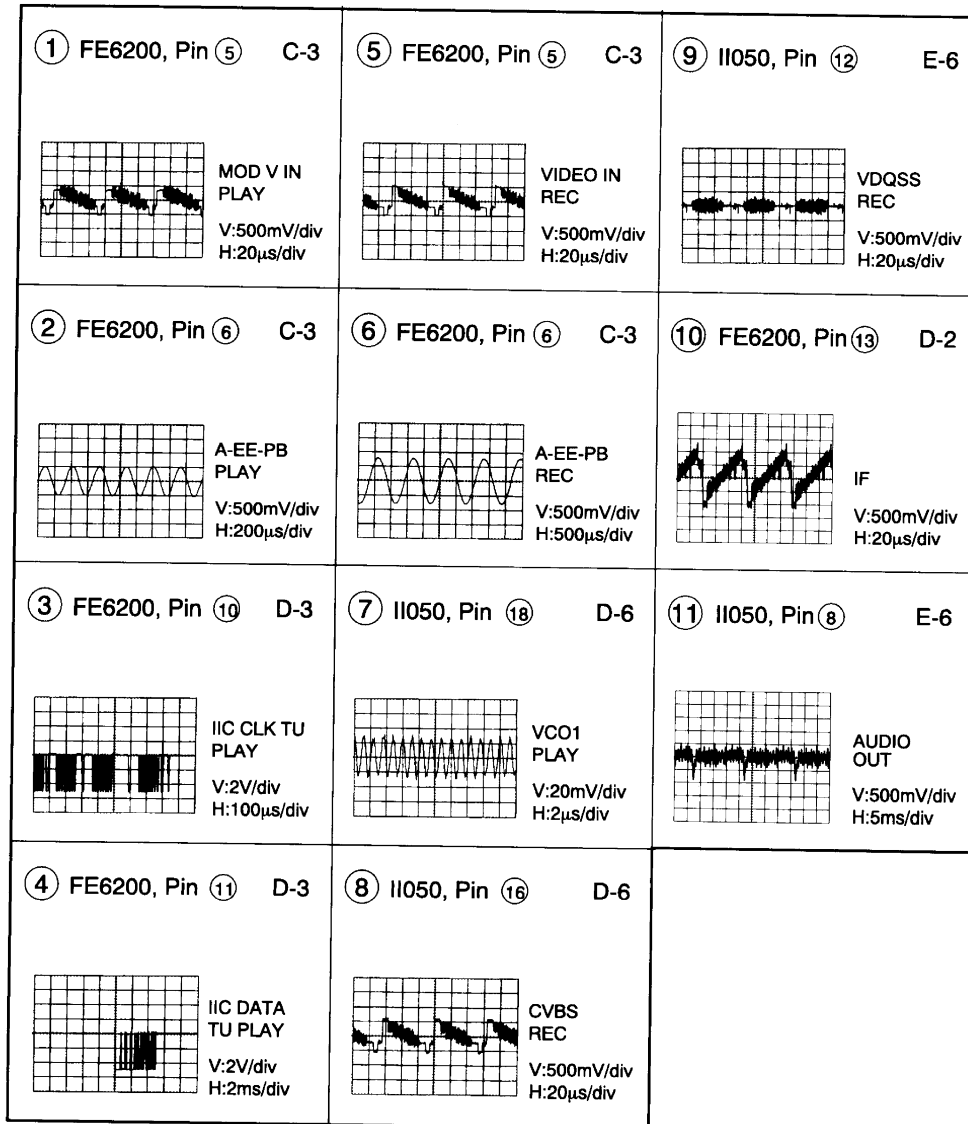 ① FE6200, Pin ⑤ C-3
MOD V IN
PLAY
V:500mV/div
H:20µs/div
② FE6200, Pin ⑥ C-3
A-EE-PB
PLAY
V:500mV/div
H:200µs/div
③ FE6200, Pin ⑩ D-3
IIC CLK TU
PLAY
V:2V/div
H:100µs/div
④ FE6200, Pin ⑪ D-3
IIC DATA
TU PLAY
V:2V/div
H:2ms/div
⑤ FE6200, Pin ⑤ C-3
VIDEO IN
REC
V:500mV/div
H:20µs/div
⑥ FE6200, Pin ⑥ C-3
A-EE-PB
REC
V:500mV/div
H:500µs/div
⑦ II050, Pin ⑱ D-6
VCO1
PLAY
V:20mV/div
H:2µs/div
⑧ II050, Pin ⑯ D-6
CVBS
REC
V:500mV/div
H:20µs/div
⑨ II050, Pin ⑫ E-6
VDQSS
REC
V:500mV/div
H:20µs/div
⑩ FE6200, Pin ⑬ D-2
IF
V:500mV/div
H:20µs/div
⑪ II050, Pin ⑧ E-6
AUDIO
OUT
V:500mV/div
H:5ms/div